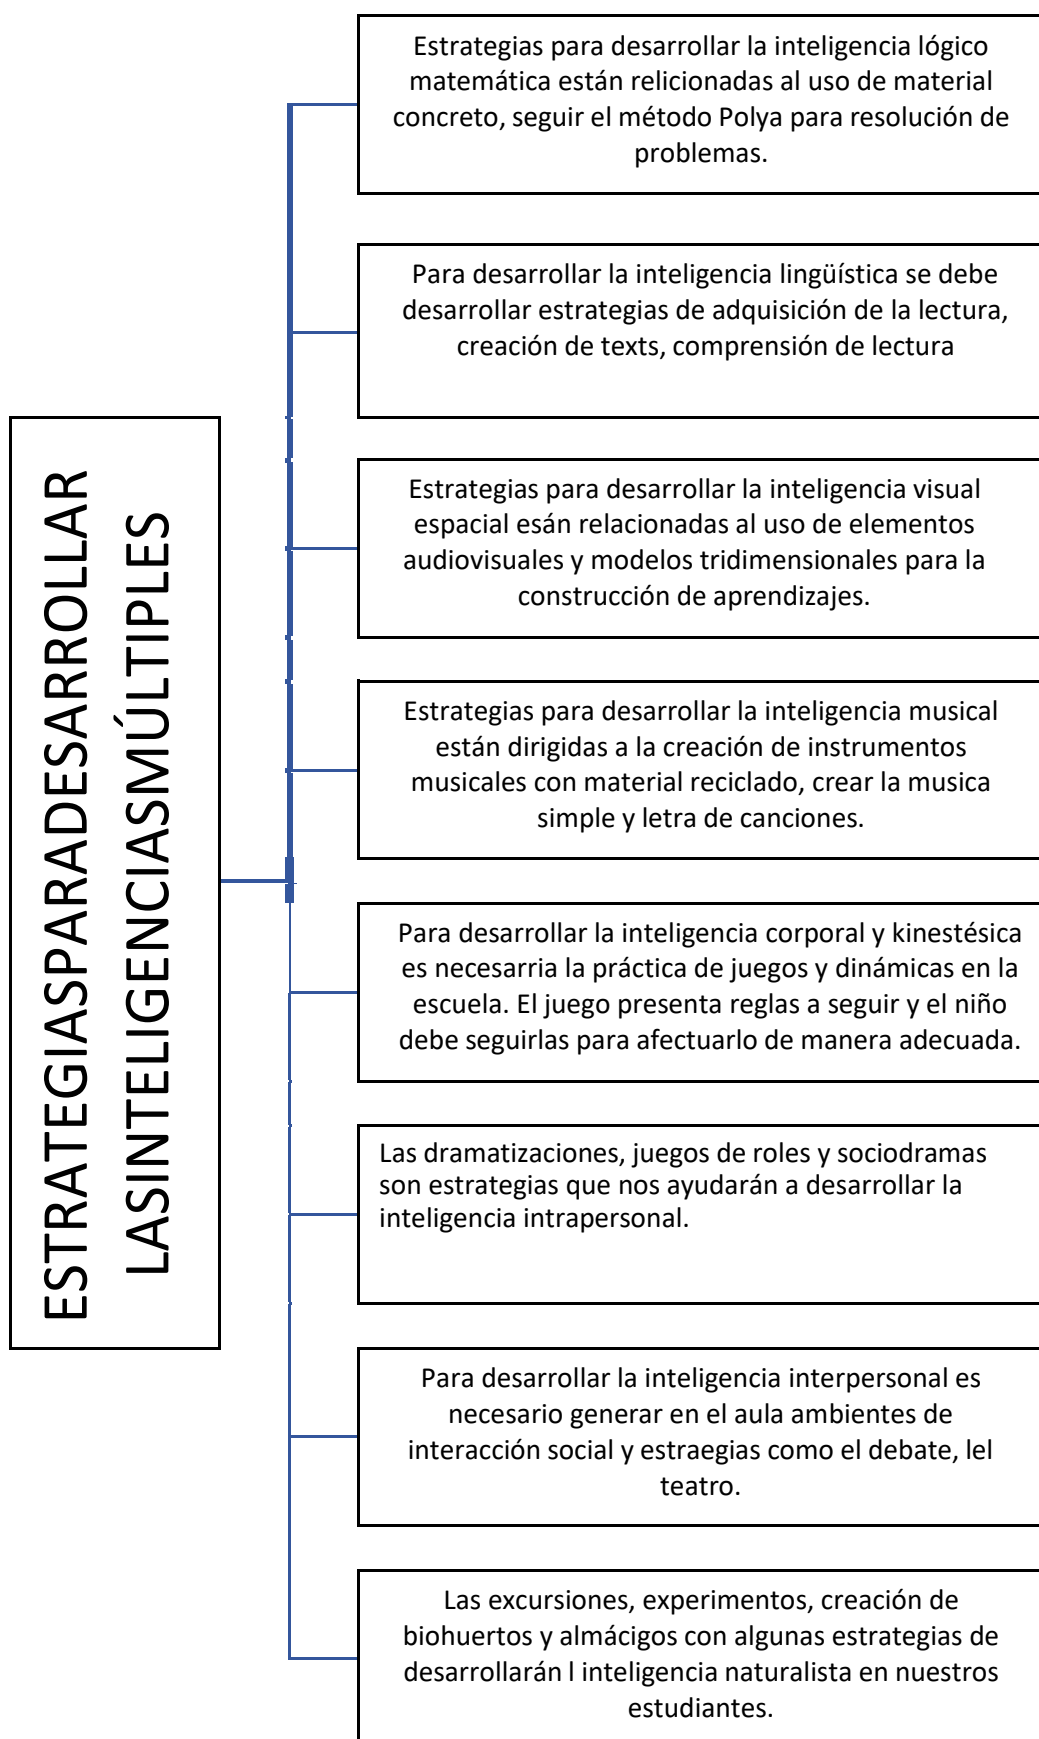 ESTRATEGIASPARADESARROLLAR
LASINTELIGENCIASMÚLTIPLES
Estrategias para desarrollar la inteligencia lógico
matemática están relicionadas al uso de material
concreto, seguir el método Polya para resolución de
problemas.
Para desarrollar la inteligencia lingüística se debe
desarrollar estrategias de adquisición de la lectura,
creación de texts, comprensión de lectura
Estrategias para desarrollar la inteligencia visual
espacial esán relacionadas al uso de elementos
audiovisuales y modelos tridimensionales para la
construcción de aprendizajes.
Estrategias para desarrollar la inteligencia musical
están dirigidas a la creación de instrumentos
musicales con material reciclado, crear la musica
simple y letra de canciones.
Para desarrollar la inteligencia corporal y kinestésica
es necesarria la práctica de juegos y dinámicas en la
escuela. El juego presenta reglas a seguir y el niño
debe seguirlas para afectuarlo de manera adecuada.
Las dramatizaciones, juegos de roles y sociodramas
son estrategias que nos ayudarán a desarrollar la
inteligencia intrapersonal.
Para desarrollar la inteligencia interpersonal es
necesario generar en el aula ambientes de
interacción social y estraegias como el debate, lel
teatro.
Las excursiones, experimentos, creación de
biohuertos y almácigos con algunas estrategias de
desarrollarán l inteligencia naturalista en nuestros
estudiantes.